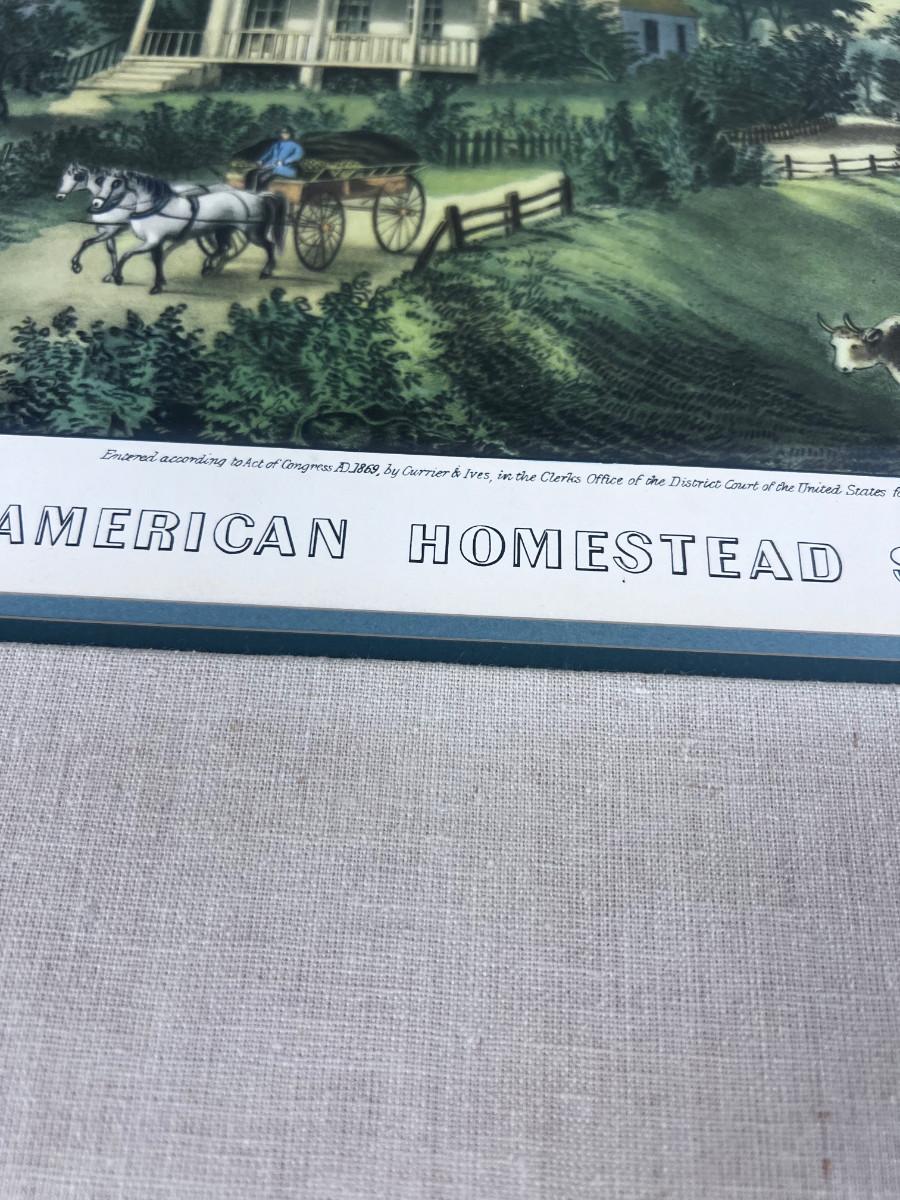 Entered according to Act of Congress AD. 1869, by Currier & Ives, in the Clerks Office of the District Court of the United States
AMERICAN HOMESTEAD S